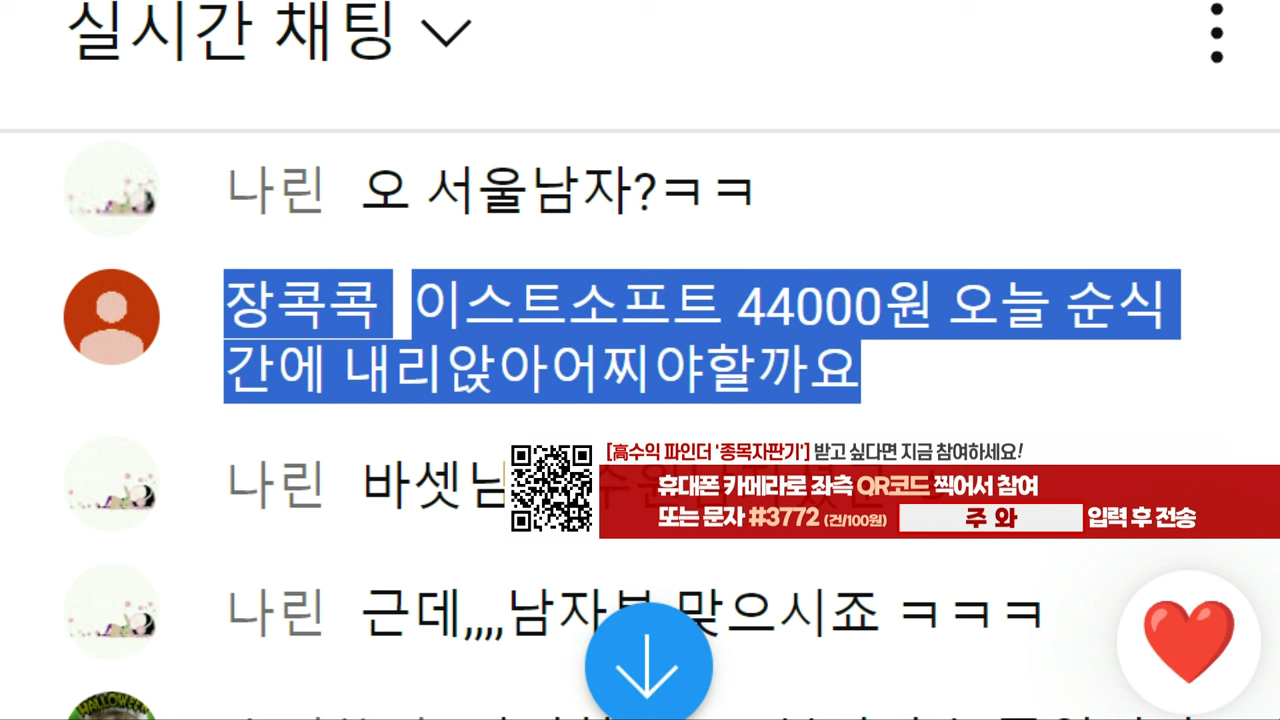 실시간 채팅
나린 오 서울남자?ㅋㅋ
장콕콕 이스트소프트 44000원 오늘 순식
간에 내리앉아어찌야할까요
[高수익 파인더 '종목자판기'] 받고 싶다면 지금 참여하세요!
나린 바셋님
휴대폰 카메라로 좌측 QR코드 찍어서 참여
또는 문자 #3772 (건/100원) 주 와 입력 후 전송
나린 근데,,,,남자분 맞으시죠 ㅋㅋㅋ
HALLOWEEN